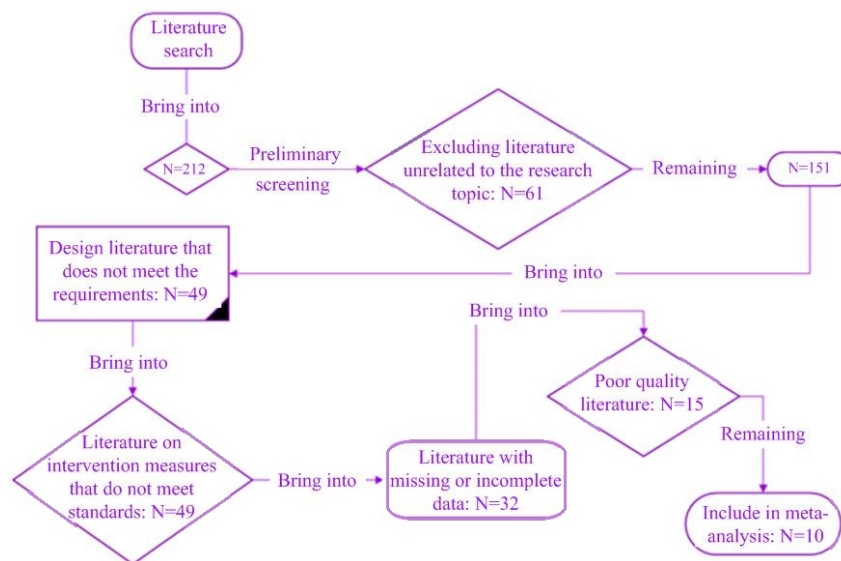 Literature
search
Bring into
N=212
Preliminary
screening
Excluding literature
unrelated to the research
topic: N=61
Remaining
N=151
Bring into
Design literature that
does not meet the
requirements: N=49
Bring into
Literature on
intervention measures
that do not meet
standards: N=49
Bring into
Literature with
missing or incomplete
data: N=32
Bring into
Poor quality
literature: N=15
Remaining
Include in meta-
analysis: N=10